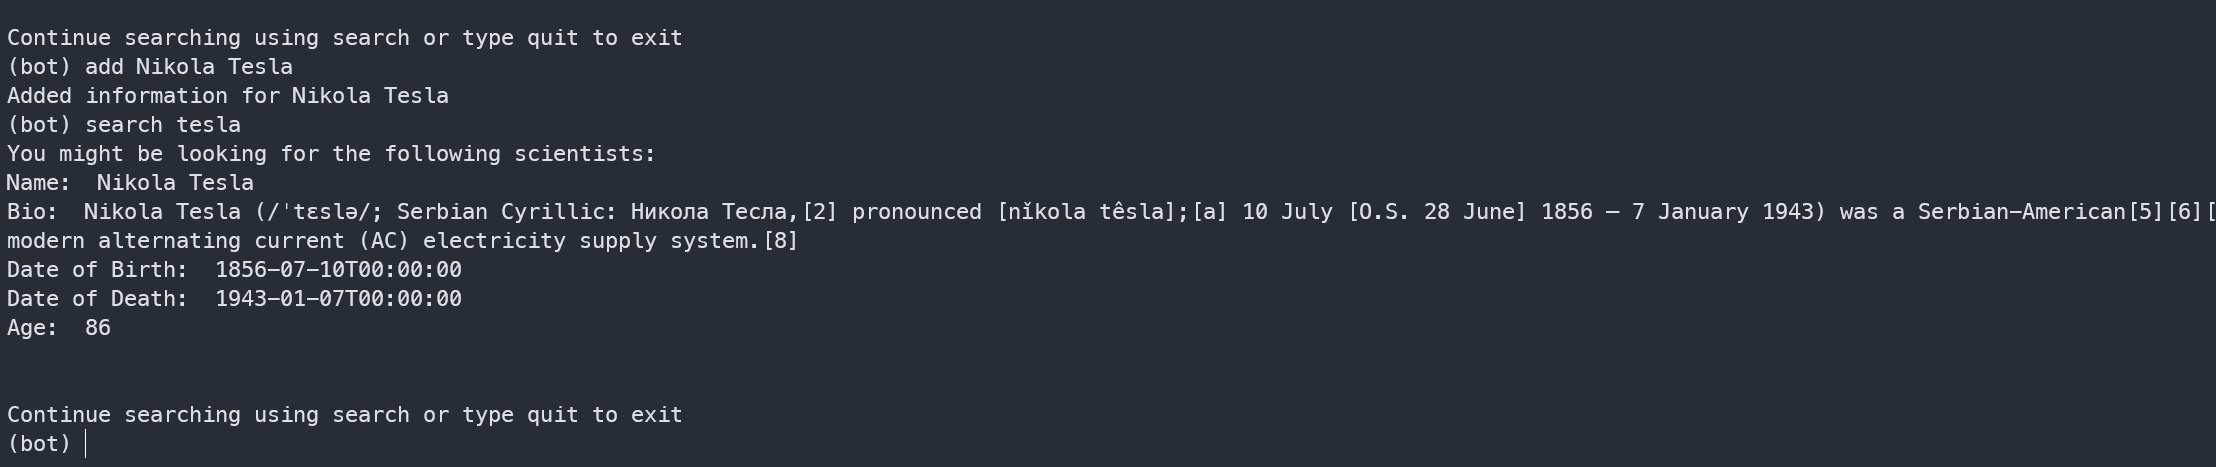 Continue searching using search or type quit to exit
(bot) add Nikola Tesla
Added information for Nikola Tesla
(bot) search tesla
You might be looking for the following scientists:
Name:  Nikola Tesla
Bio:  Nikola Tesla (/ˈtɛslə/; Serbian Cyrillic: Никола Тесла,[2] pronounced [nǐkola têsla];[a] 10 July [O.S. 28 June] 1856 – 7 January 1943) was a Serbian-American[5][6][
modern alternating current (AC) electricity supply system.[8]
Date of Birth:  1856-07-10T00:00:00
Date of Death:  1943-01-07T00:00:00
Age:  86
Continue searching using search or type quit to exit
(bot)